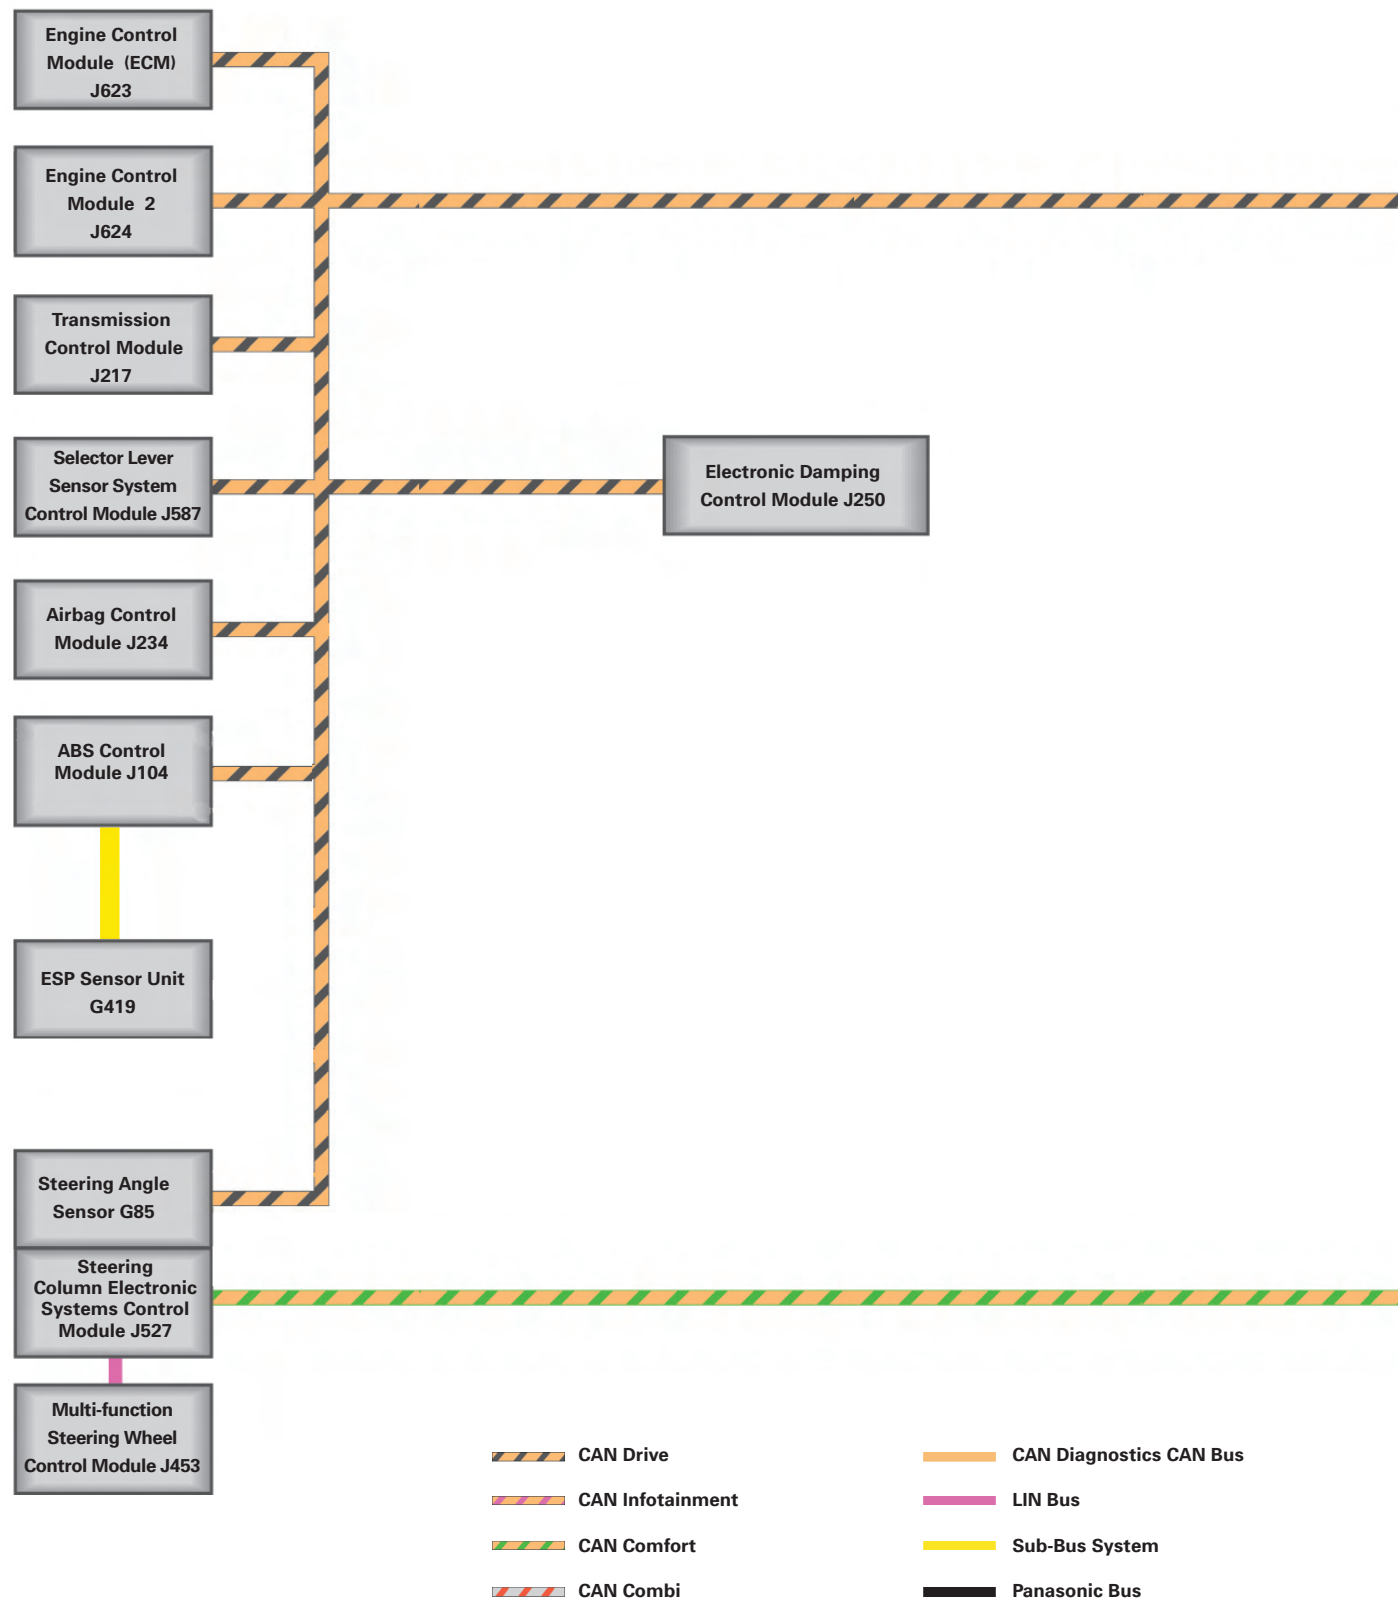 Engine Control
Module (ECM)
J623
Engine Control
Module 2
J624
Transmission
Control Module
J217
Selector Lever
Sensor System
Control Module J587
Electronic Damping
Control Module J250
Airbag Control
Module J234
ABS Control
Module J104
ESP Sensor Unit
G419
Steering Angle
Sensor G85
Steering
Column Electronic
Systems Control
Module J527
Multi-function
Steering Wheel
Control Module J453
CAN Drive
CAN Infotainment
CAN Comfort
CAN Combi
CAN Diagnostics CAN Bus
LIN Bus
Sub-Bus System
Panasonic Bus